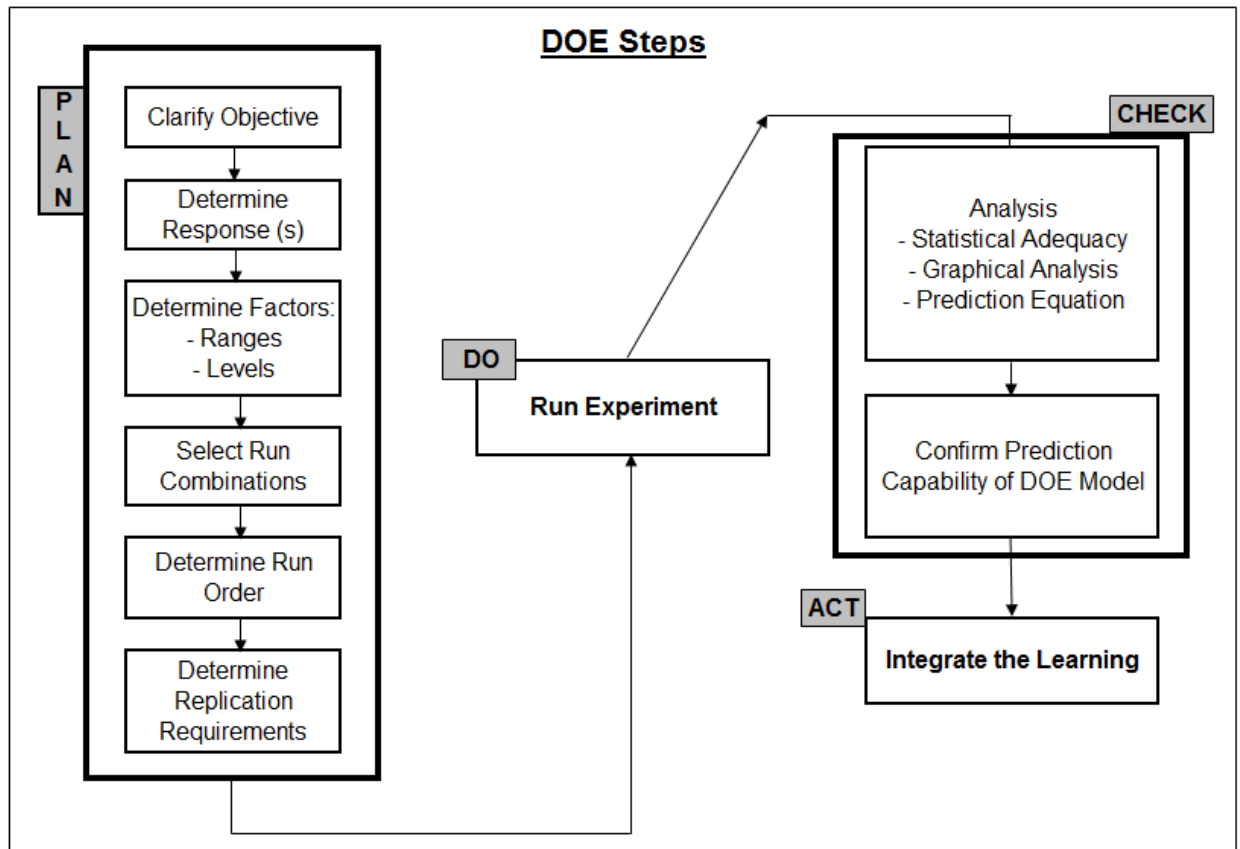 DOE Steps
P
L
A
N
Clarify Objective
Determine
Response (s)
Determine Factors:
- Ranges
- Levels
Select Run
Combinations
Determine Run
Order
Determine
Replication
Requirements
DO
Run Experiment
CHECK
Analysis
- Statistical Adequacy
- Graphical Analysis
- Prediction Equation
Confirm Prediction
Capability of DOE Model
ACT
Integrate the Learning